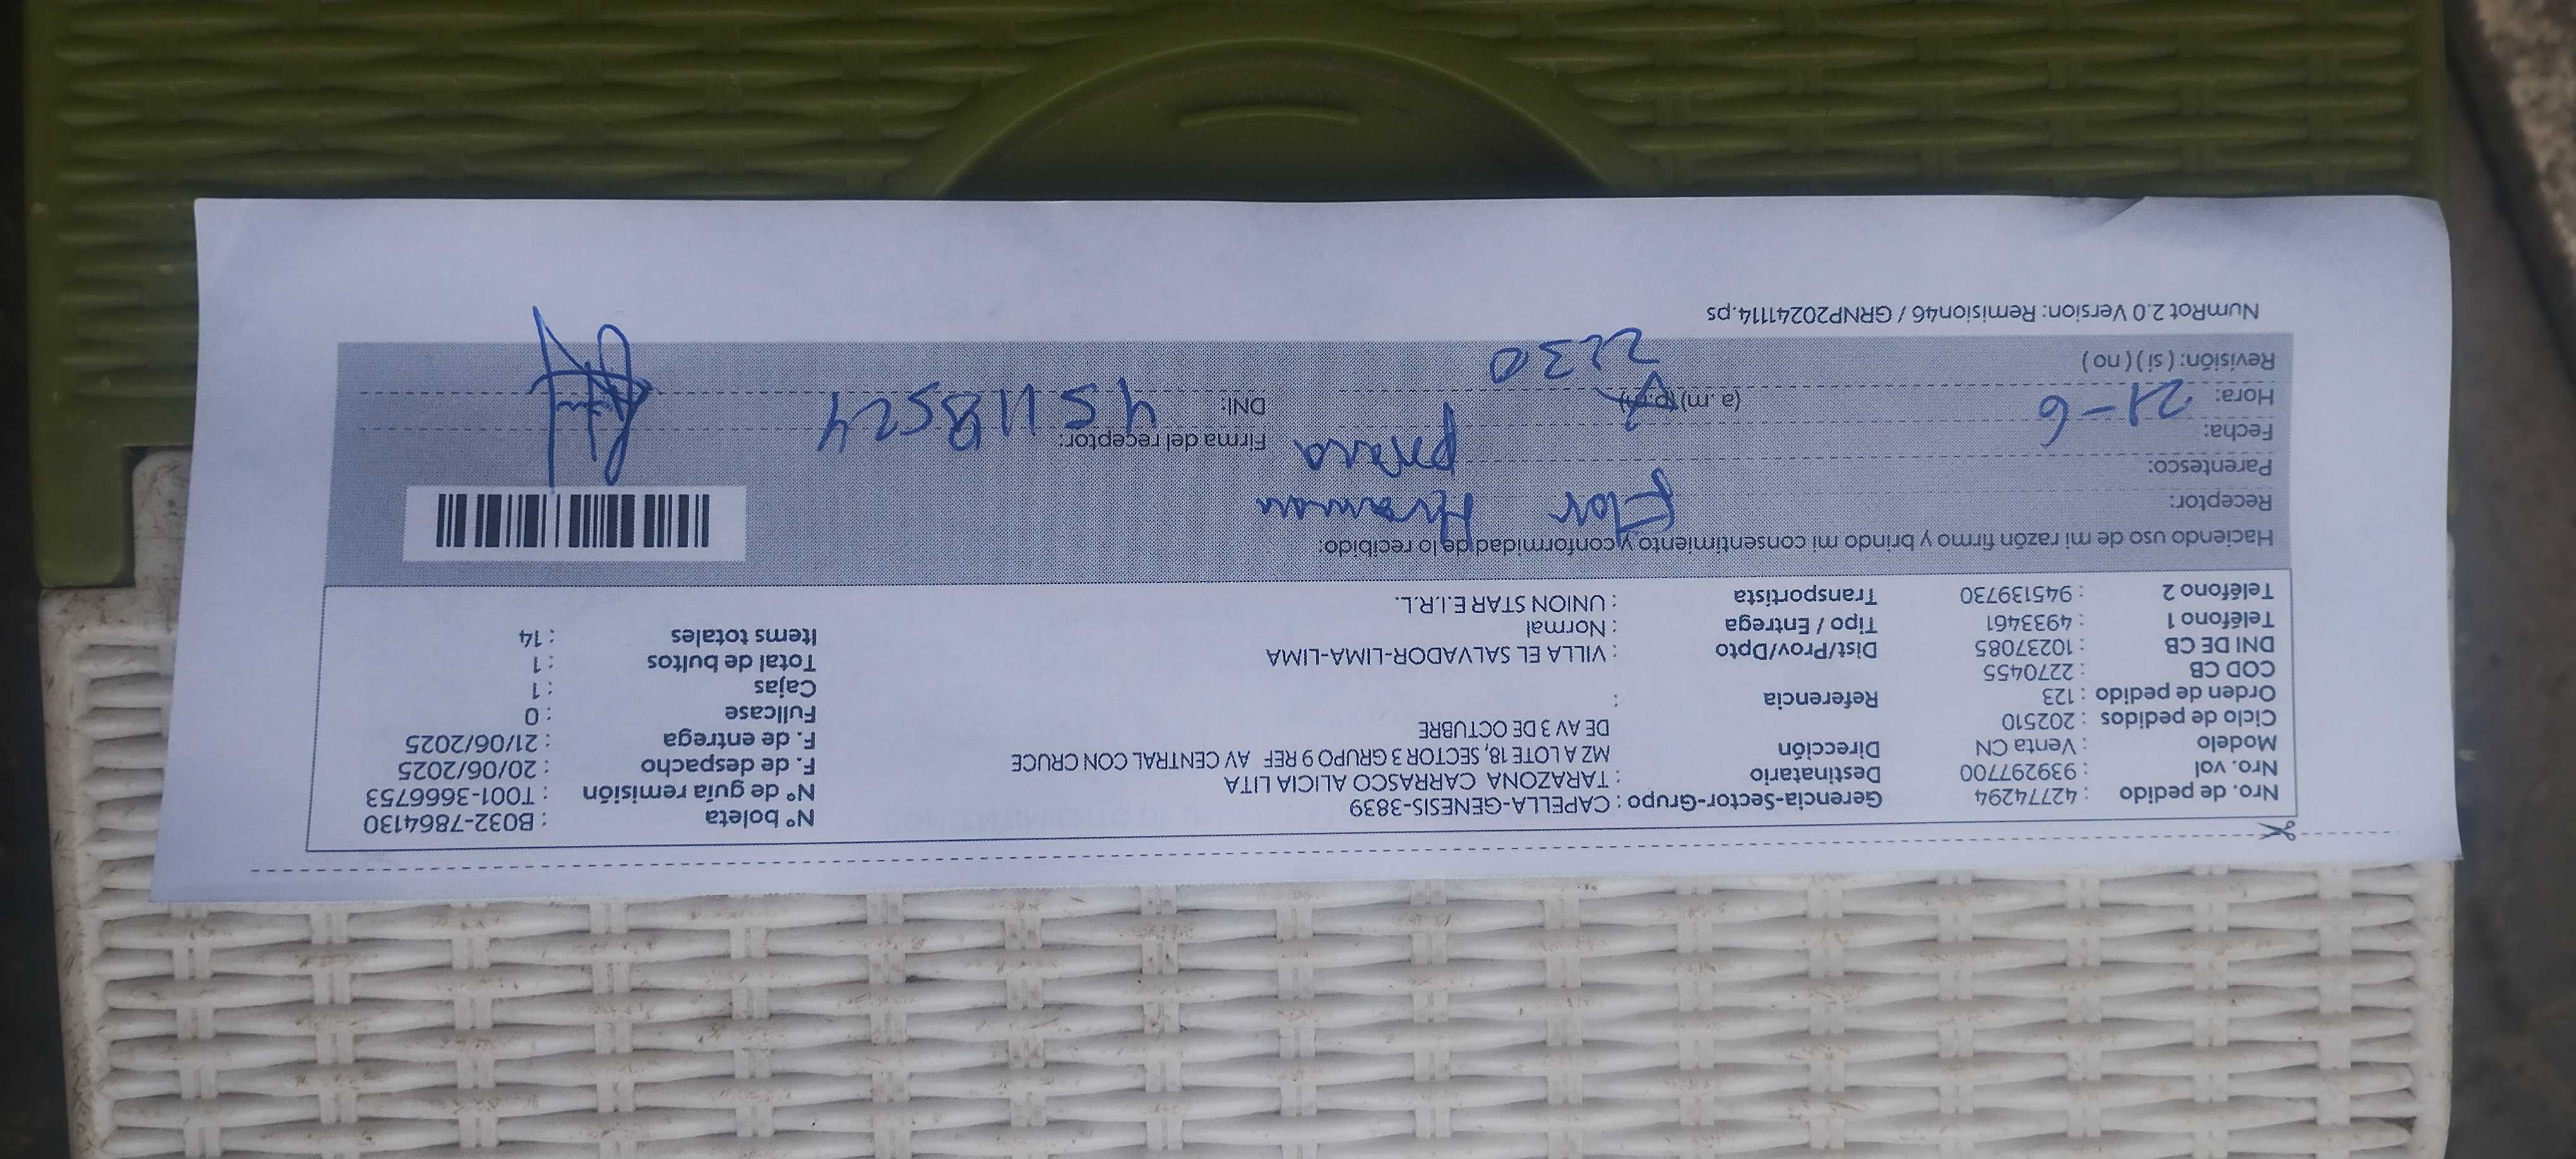 Nro. de pedido : 42774294 Gerencia-Sector-Grupo : CAPELLA-GENESIS-3839 N° boleta : B032-7864130
Nro. vol : 939297700 Destinatario : TARAZONA CARRASCO ALICIA LITA N° de guía remisión : T001-3666753
Modelo : Venta CN Dirección MZ A LOTE 18, SECTOR 3 GRUPO 9 REF AV CENTRAL CON CRUCE F. de despacho : 20/06/2025
Ciclo de pedidos : 202510 DE AV 3 DE OCTUBRE F. de entrega : 21/06/2025
Orden de pedido : 123 Referencia : Fullcase : 0
COD CB : 2270455 Cajas : 1
DNI DE CB : 10237085 Dist/Prov/Dpto : VILLA EL SALVADOR-LIMA-LIMA Total de bultos : 1
Teléfono 1 : 4933461 Tipo / Entrega : Normal Items totales : 14
Teléfono 2 : 945139730 Transportista : UNION STAR E.I.R.L.
Haciendo uso de mi razón firmo y brindo mi consentimiento y conformidad de lo recibido:
Receptor: Flor
Parentesco:
Fecha: 21-6 Firma del receptor:
Hora: (a.m) (p.m) DNI: 45118524
Revisión: ( si ) ( no ) 2230
NumRot 2.0 Version: Remision46 / GRNP20241114.ps